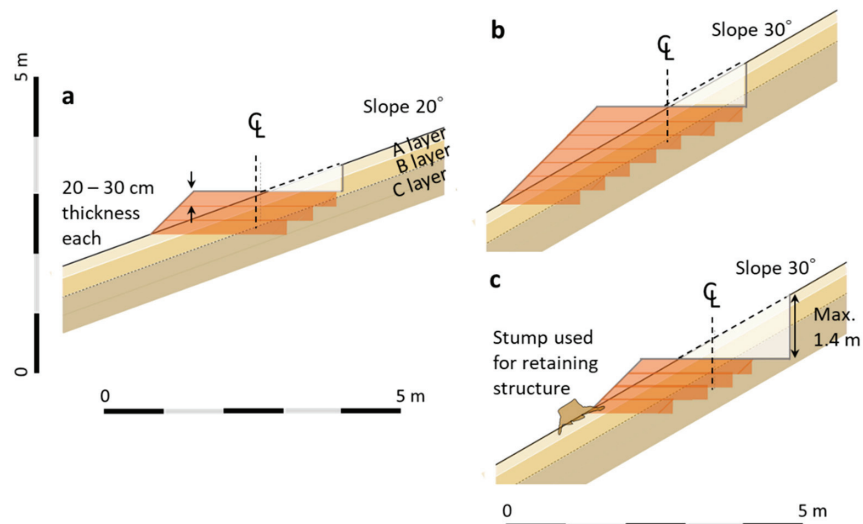 a
Slope 20°
℄
A layer
B layer
C layer
20 – 30 cm
thickness
each
5 m
0
0
5 m
b
Slope 30°
℄
c
Slope 30°
℄
Max.
1.4 m
Stump used
for retaining
structure
0
5 m